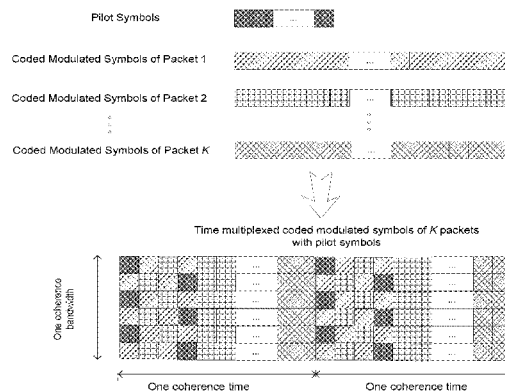 Pilot Symbols
...
Coded Modulated Symbols of Packet 1
...
Coded Modulated Symbols of Packet 2
...
Coded Modulated Symbols of Packet K
...
Time multiplexed coded modulated symbols of K packets
with pilot symbols
One coherence
bandwidth
... ...
... ...
... ...
... ...
... ...
... ...
One coherence time One coherence time